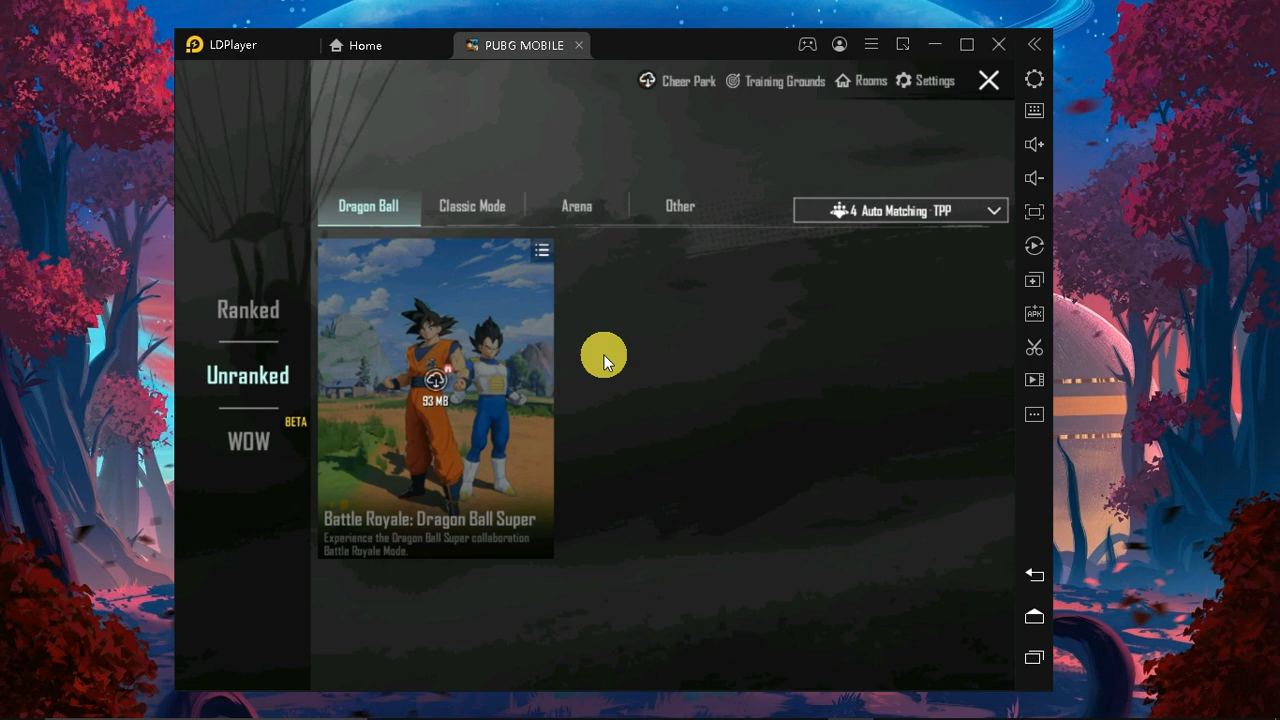 LDPlayer
Home
PUBG MOBILE
Cheer Park
Training Grounds
Rooms
Settings
Dragon Ball
Classic Mode
Arena
Other
4 Auto Matching TPP
Ranked
Unranked
BETA
WOW
93 MB
Battle Royale: Dragon Ball Super
Experience the Dragon Ball Super collaboration
Battle Royale Mode.
APK